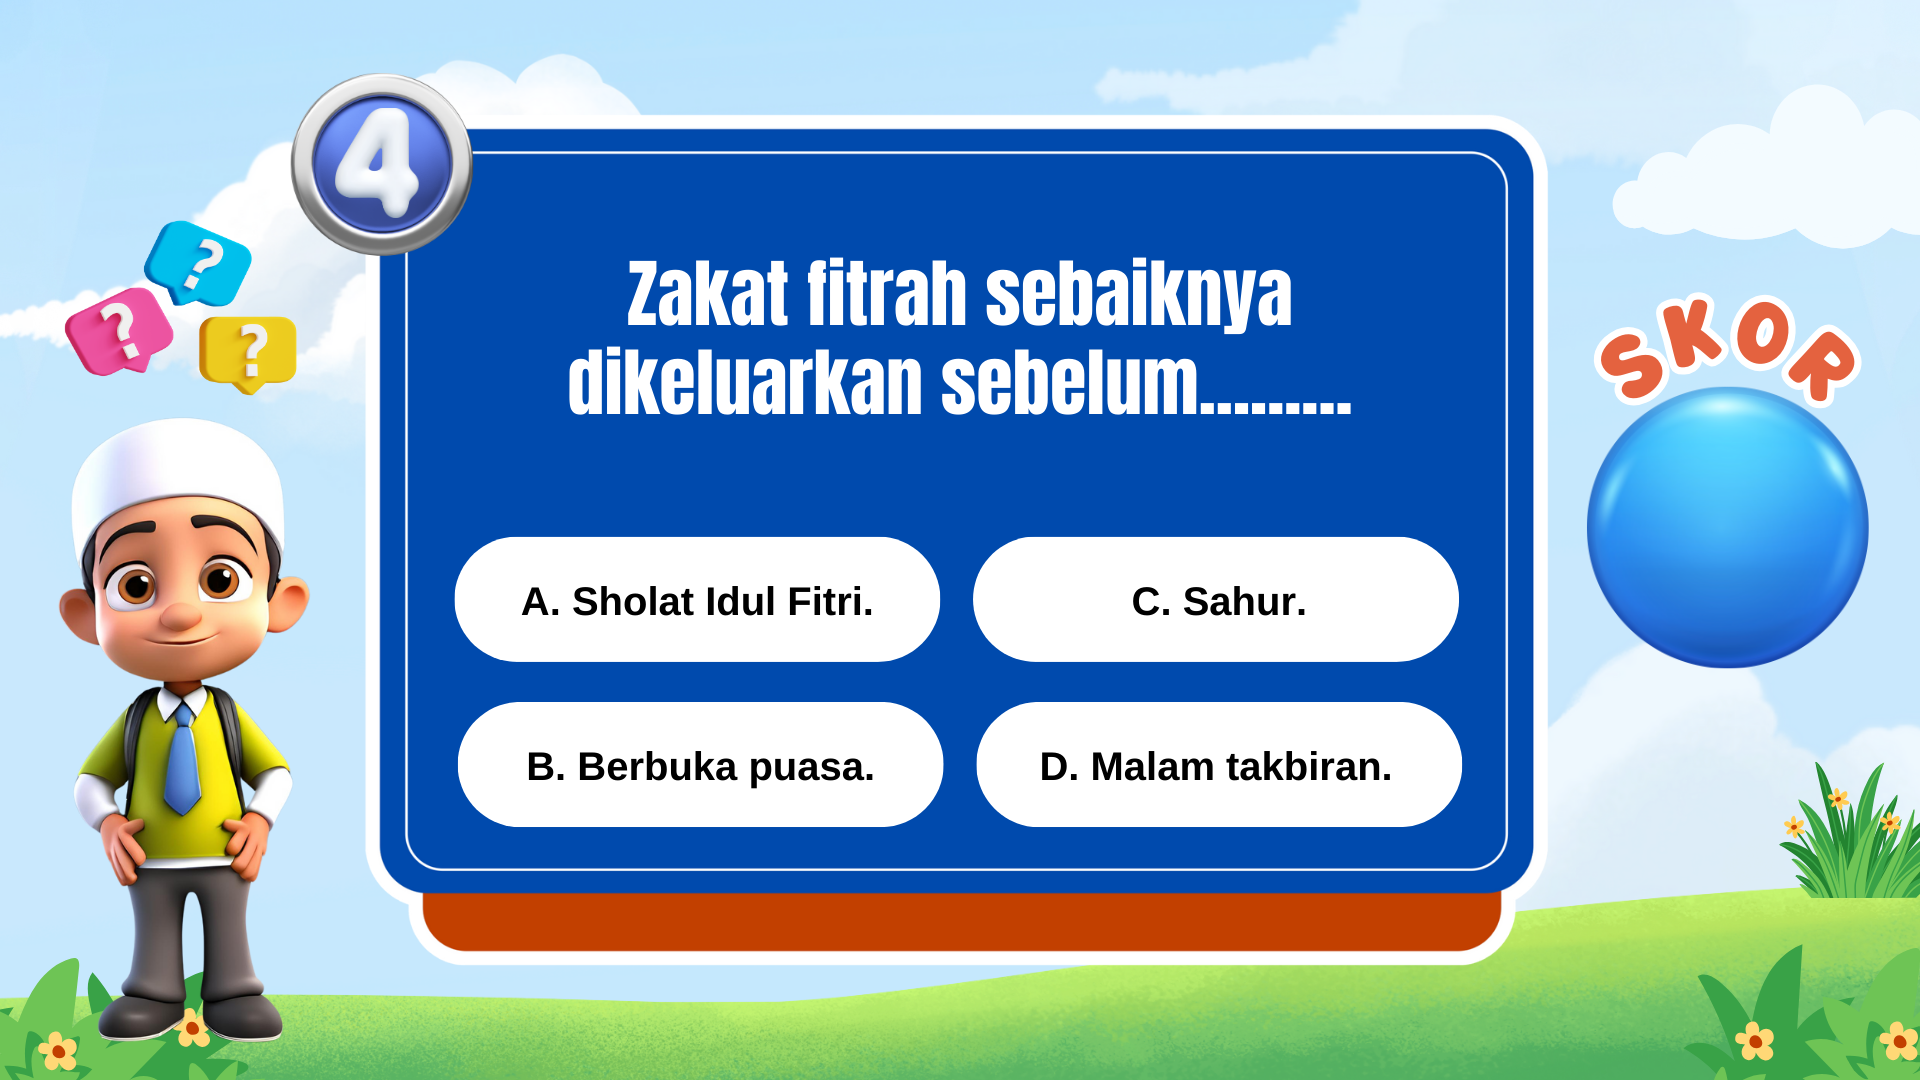 4
Zakat fitrah sebaiknya
dikeluarkan sebelum.........
A. Sholat Idul Fitri.
C. Sahur.
B. Berbuka puasa.
D. Malam takbiran.
SKOR
? 
?
?